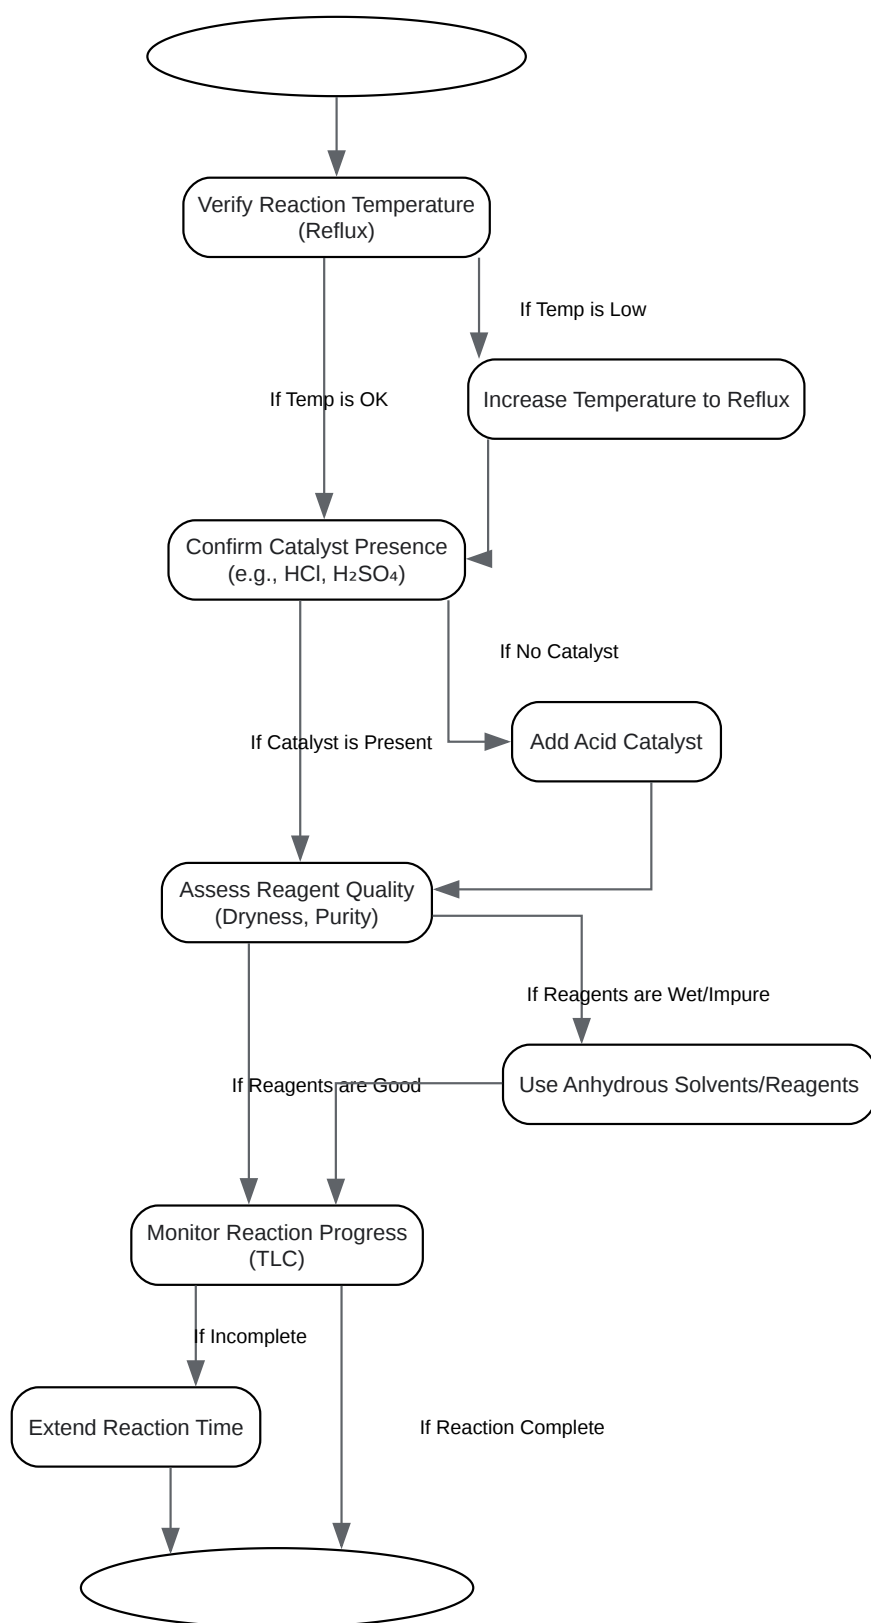 Verify Reaction Temperature
(Reflux)
If Temp is Low
If Temp is OK
Increase Temperature to Reflux
Confirm Catalyst Presence
(e.g., HCl, H₂SO₄)
If No Catalyst
If Catalyst is Present
Add Acid Catalyst
Assess Reagent Quality
(Dryness, Purity)
If Reagents are Wet/Impure
If Reagents are Good
Use Anhydrous Solvents/Reagents
Monitor Reaction Progress
(TLC)
If Incomplete
Extend Reaction Time
If Reaction Complete